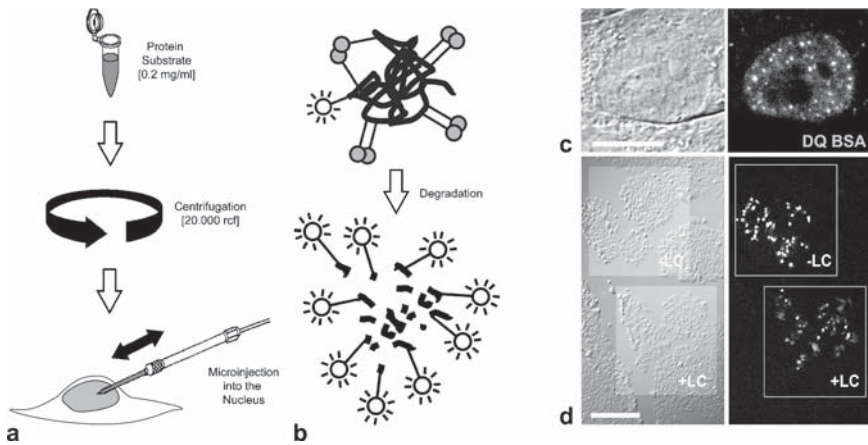 Protein
Substrate
[0.2 mg/ml]
Centrifugation
[20.000 rcf]
Microinjection
into the
Nucleus
a
Degradation
b
c
DQ BSA
-LC
-LC
+LC
+LC
d